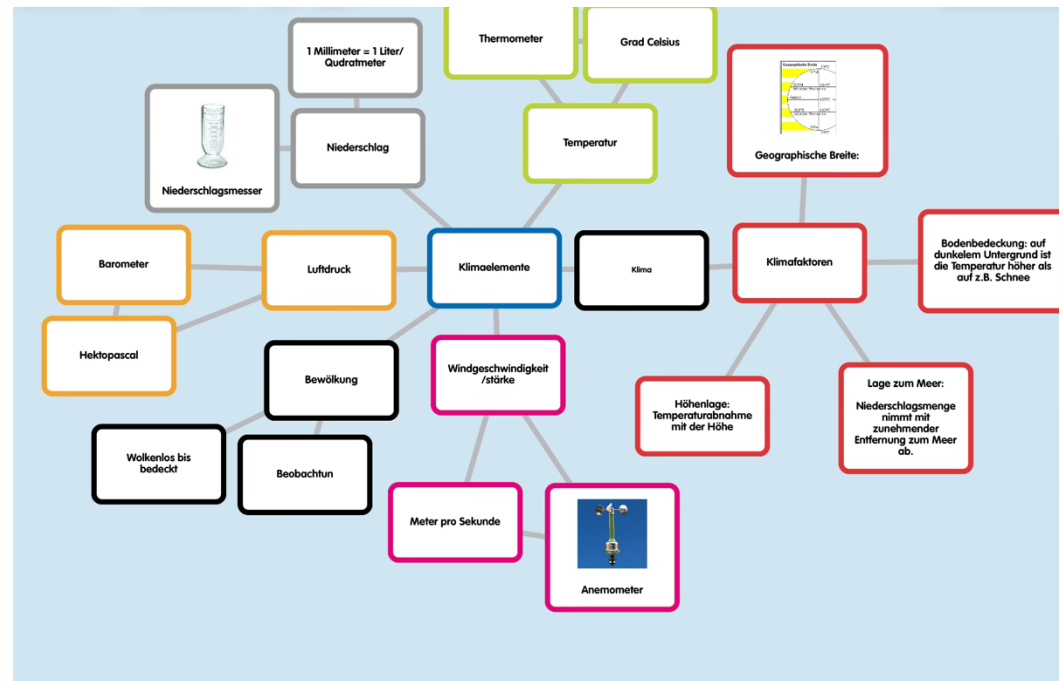 Thermometer
Grad Celsius
1 Millimeter = 1 Liter/
Qudratmeter
Niederschlag
Niederschlagsmesser
Temperatur
Geographische Breite
Geographische Breite:
Barometer
Luftdruck
Klimaelemente
Klima
Klimafaktoren
Bodenbedeckung: auf
dunkelem Untergrund ist
die Temperatur höher als
auf z.B. Schnee
Hektopascal
Bewölkung
Windgeschwindigkeit
/stärke
Höhenlage:
Temperaturabnahme
mit der Höhe
Lage zum Meer:
Niederschlagsmenge
nimmt mit
zunehmender
Entfernung zum Meer
ab.
Wolkenlos bis
bedeckt
Beobachtun
Meter pro Sekunde
Anemometer